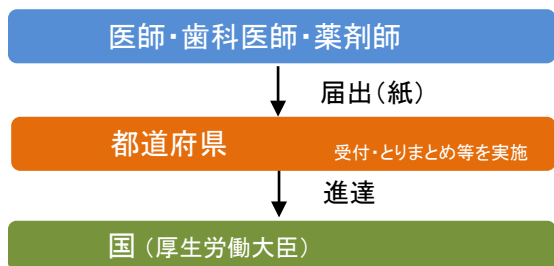 医師・歯科医師・薬剤師
届出(紙)
都道府県 受付・とりまとめ等を実施
進達
国(厚生労働大臣)